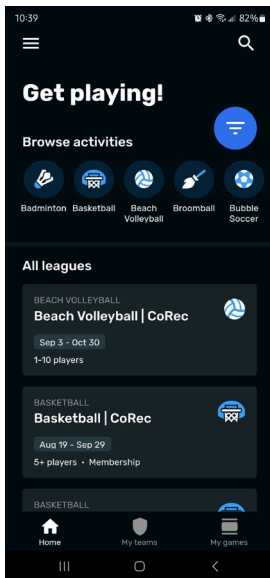 10:39
82%
Get playing!
Browse activities
Badminton
Basketball
Beach
Volleyball
Broomball
Bubble
Soccer
All leagues
BEACH VOLLEYBALL
Beach Volleyball | CoRec
Sep 3 - Oct 30
1-10 players
BASKETBALL
Basketball | CoRec
Aug 19 - Sep 29
5+ players • Membership
BASKETBALL
Home
My teams
My games